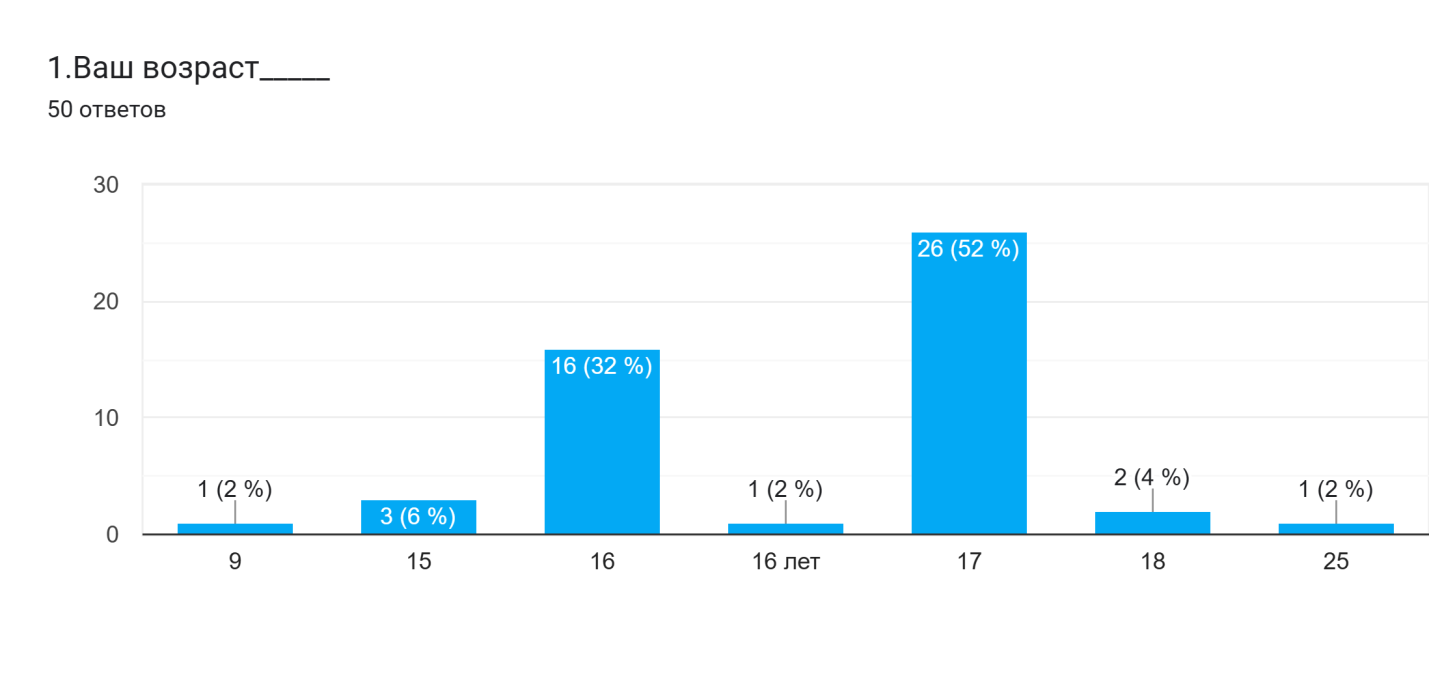 1.Ваш возраст_____
50 ответов
30
20
10
0
1 (2 %)
3 (6 %)
16 (32 %)
1 (2 %)
26 (52 %)
2 (4 %)
1 (2 %)
9 15 16 16 лет 17 18 25